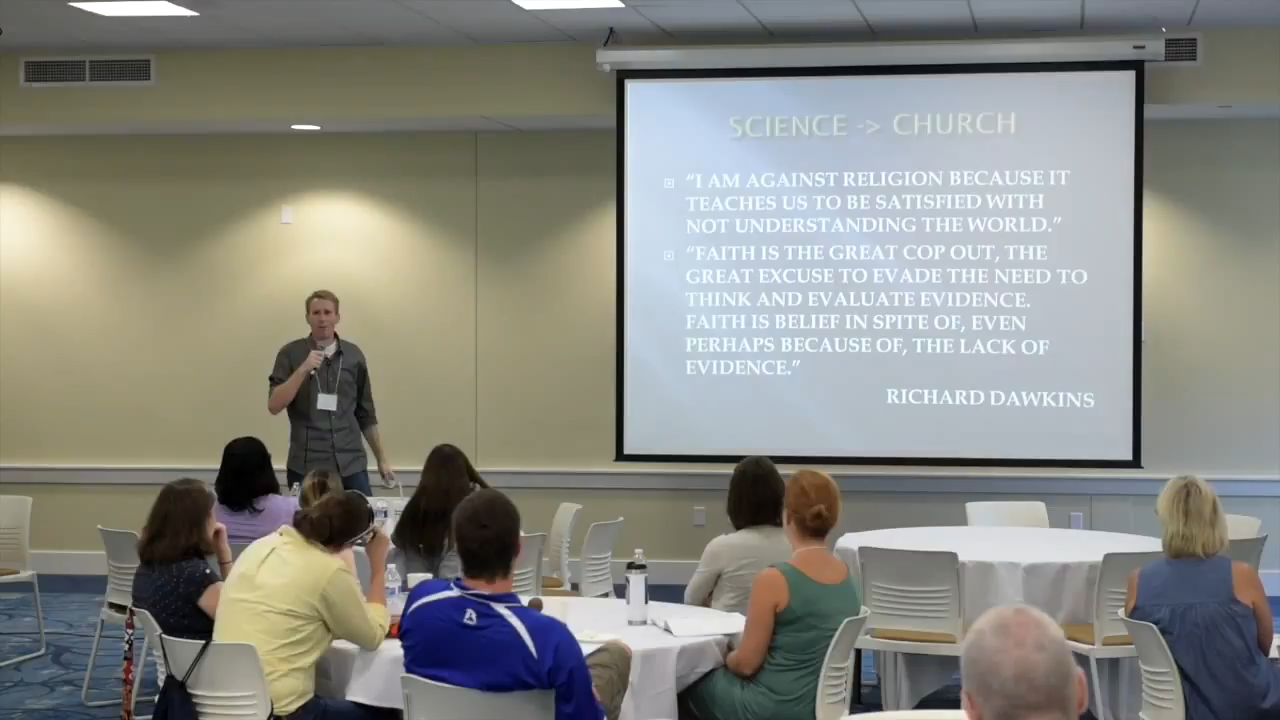 SCIENCE -> CHURCH
“I AM AGAINST RELIGION BECAUSE IT
TEACHES US TO BE SATISFIED WITH
NOT UNDERSTANDING THE WORLD.”
“FAITH IS THE GREAT COP OUT, THE
GREAT EXCUSE TO EVADE THE NEED TO
THINK AND EVALUATE EVIDENCE.
FAITH IS BELIEF IN SPITE OF, EVEN
PERHAPS BECAUSE OF, THE LACK OF
EVIDENCE.”
RICHARD DAWKINS